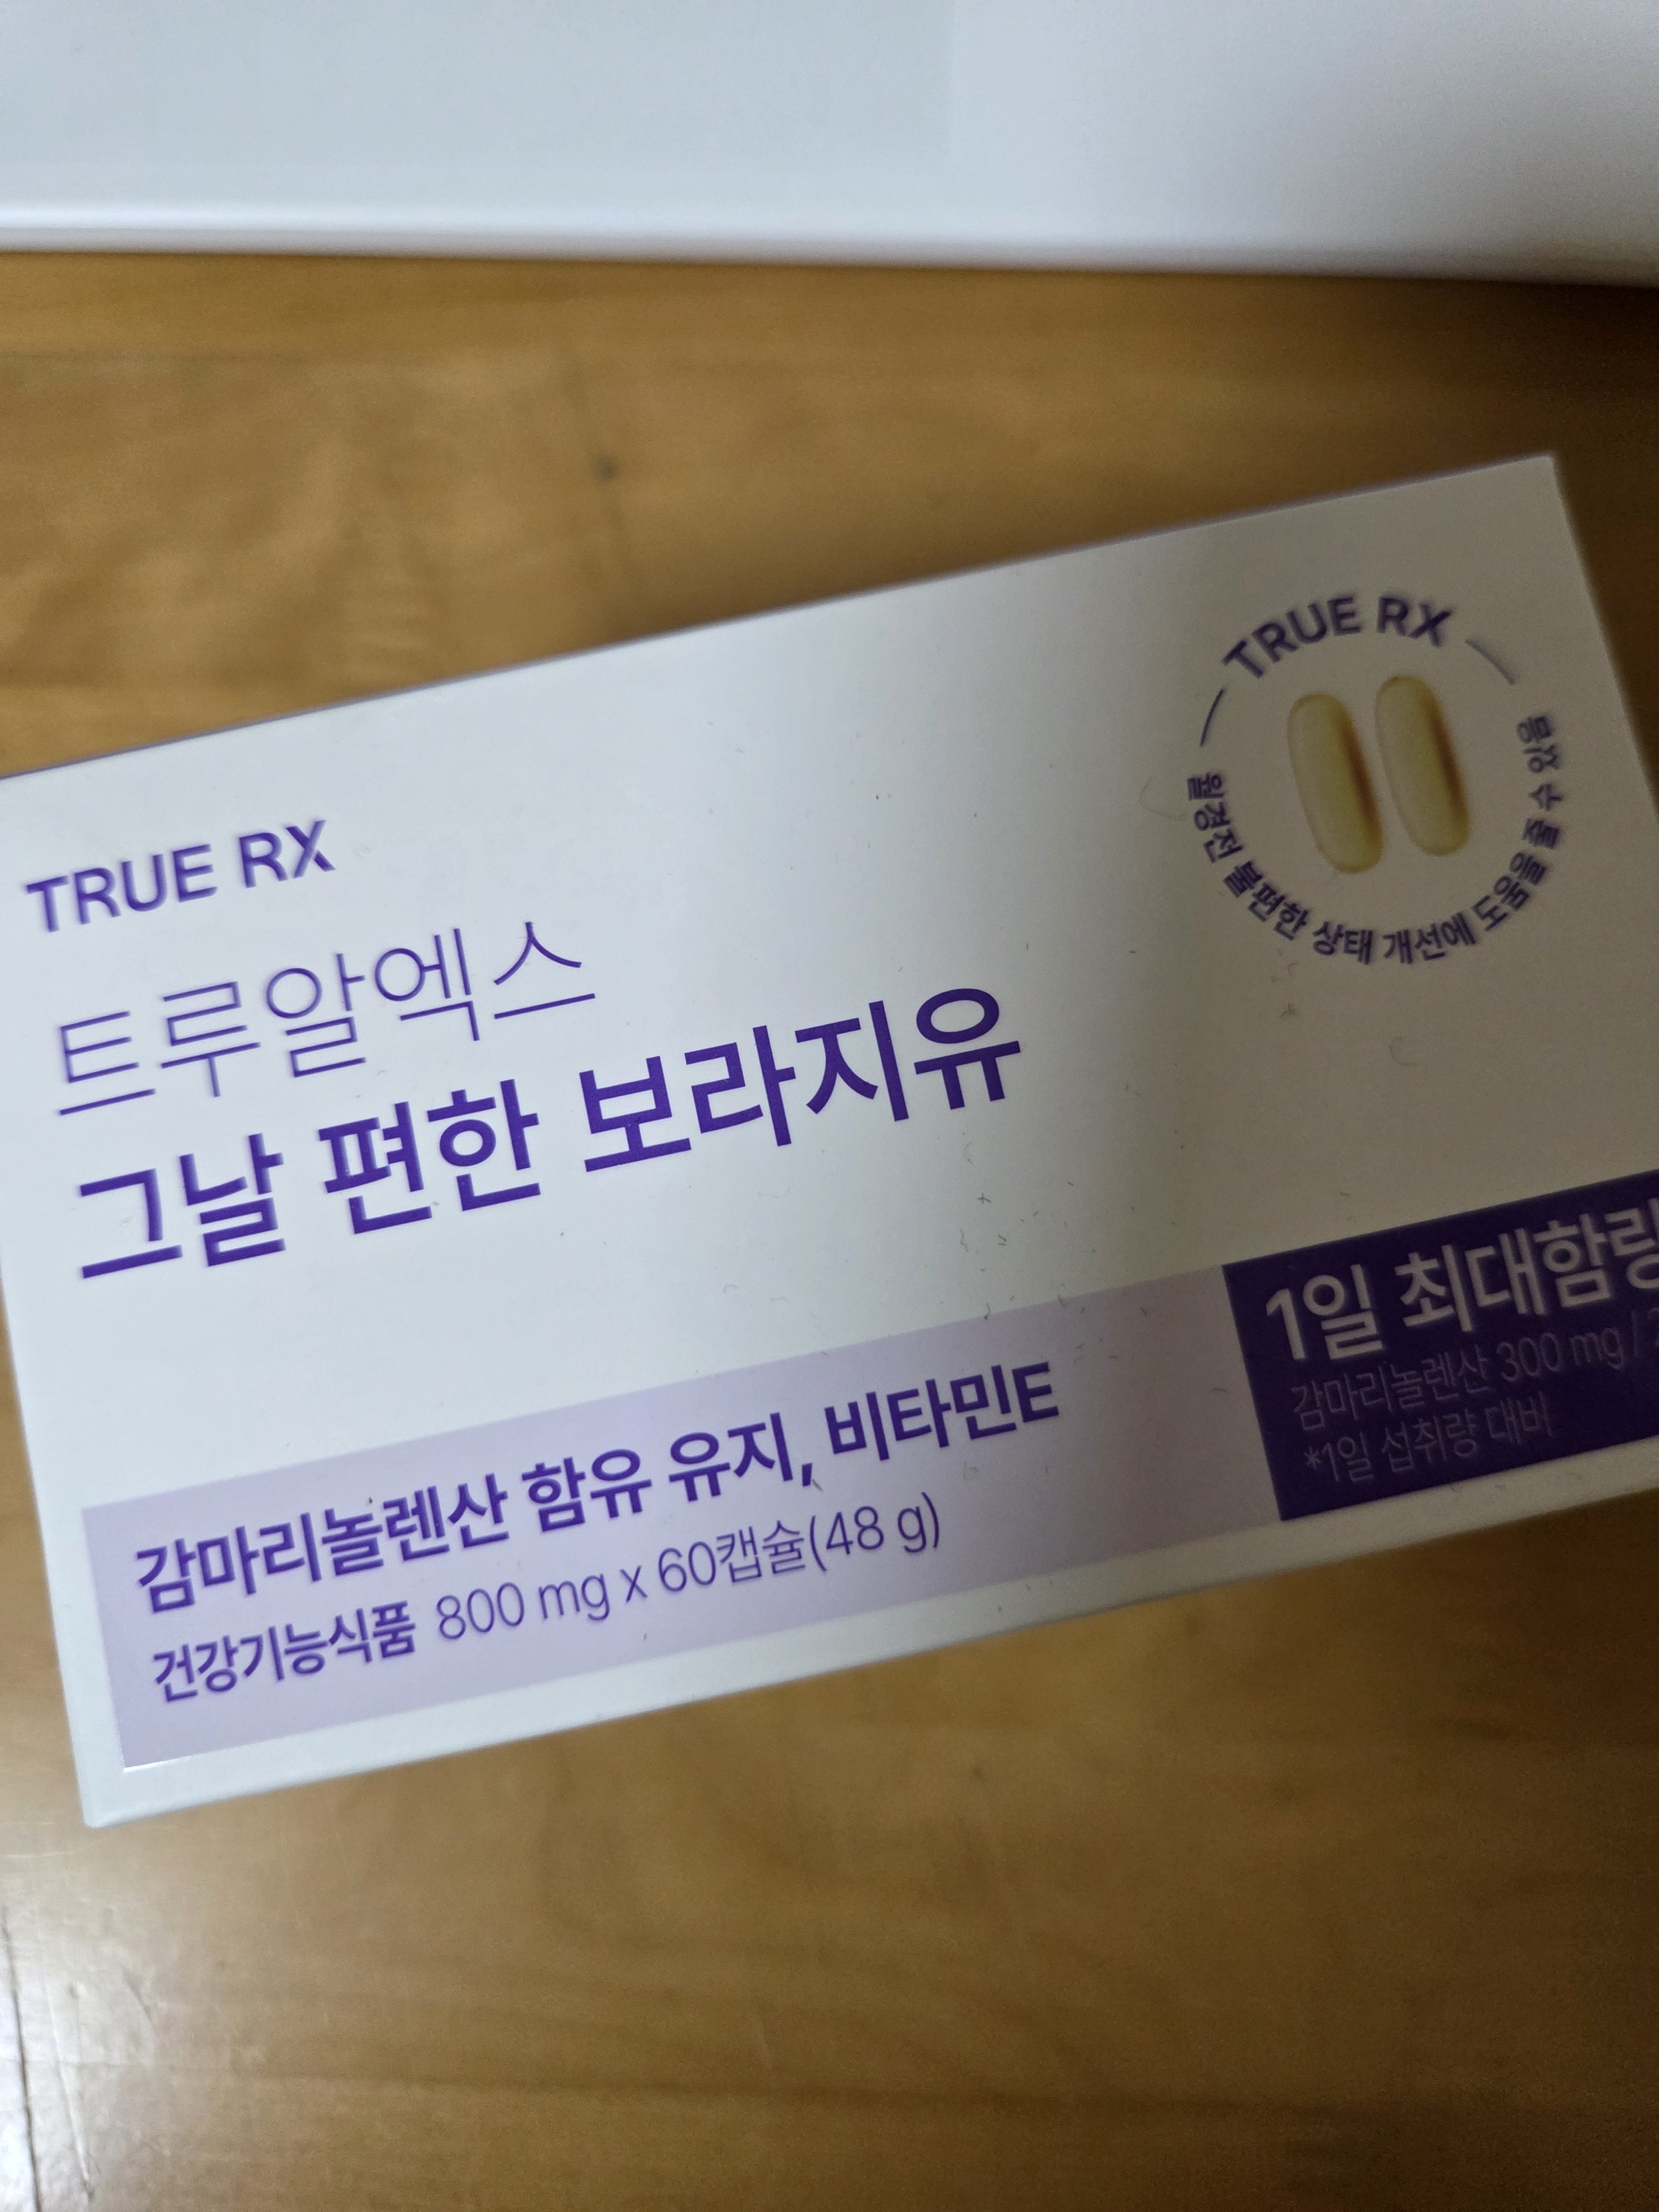 TRUE RX
트루알엑스
그날 편한 보라지유
TRUE RX
월경전 불편한 상태 개선에 도움을 줄 수 있음
1일 최대함량
감마리놀렌산 300 mg /
*1일 섭취량 대비
감마리놀렌산 함유 유지, 비타민E
건강기능식품 800 mg x 60캡슐(48 g)